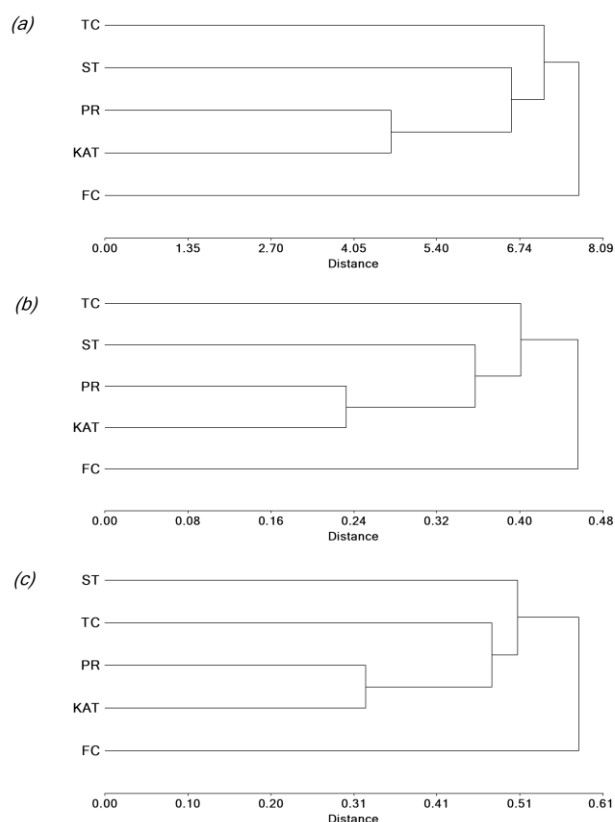 (a)
TC
ST
PR
KAT
FC
0.00 1.35 2.70 4.05 5.40 6.74 8.09
Distance
(b)
TC
ST
PR
KAT
FC
0.00 0.08 0.16 0.24 0.32 0.40 0.48
Distance
(c)
ST
TC
PR
KAT
FC
0.00 0.10 0.20 0.31 0.41 0.51 0.61
Distance